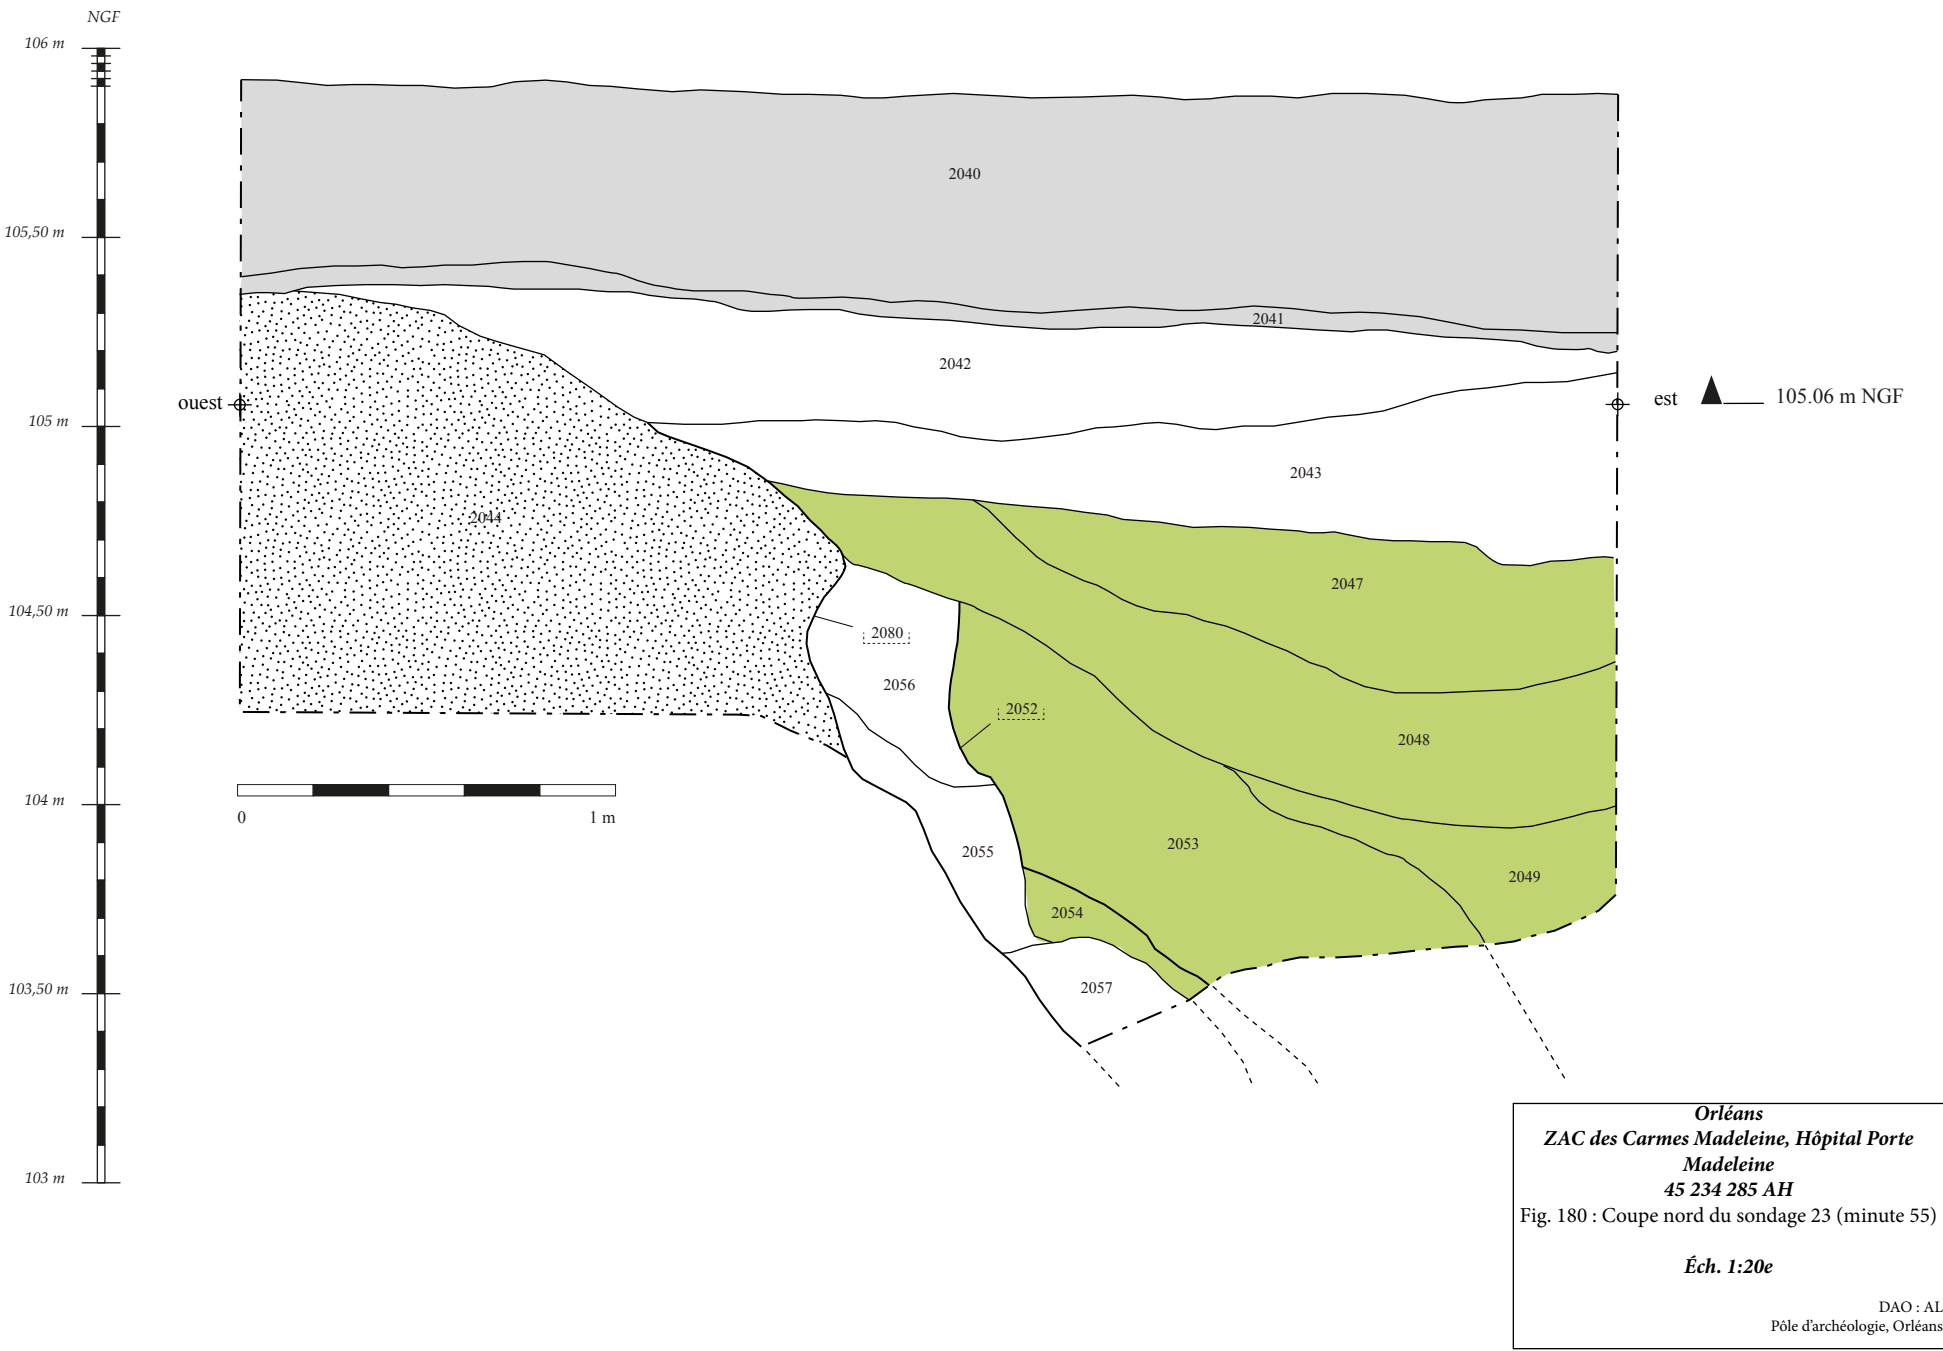 NGF
106 m
105,50 m
105 m
104,50 m
104 m
103,50 m
103 m
2040
2041
2042
ouest
est
105.06 m NGF
2043
2044
2047
2080
2056
2052
2048
0
1 m
2055
2053
2049
2054
2057
Orléans
ZAC des Carmes Madeleine, Hôpital Porte
Madeleine
45 234 285 AH
Fig. 180 : Coupe nord du sondage 23 (minute 55)
Éch. 1:20e
DAO : AL
Pôle d'archéologie, Orléans